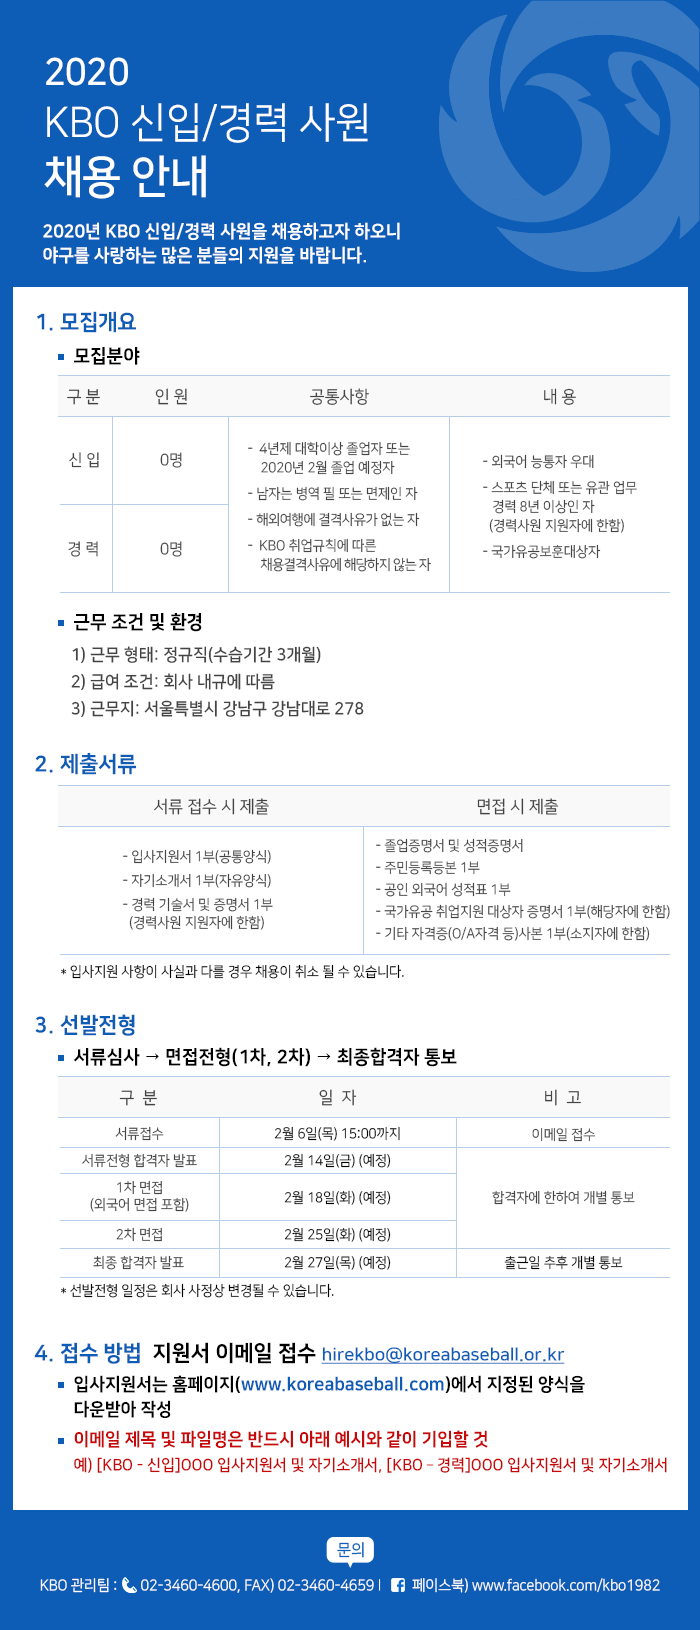 2020
KBO 신입/경력 사원
채용 안내
2020년 KBO 신입/경력 사원을 채용하고자 하오니
야구를 사랑하는 많은 분들의 지원을 바랍니다.
1. 모집개요
모집분야
구 분 인 원 공통사항 내 용
신 입 0명
경 력 0명
- 4년제 대학이상 졸업자 또는
2020년 2월 졸업 예정자
- 남자는 병역 필 또는 면제인 자
- 해외여행에 결격사유가 없는 자
- KBO 취업규칙에 따른
채용결격사유에 해당하지 않는 자
- 외국어 능통자 우대
- 스포츠 단체 또는 유관 업무
경력 8년 이상인 자
(경력사원 지원자에 한함)
- 국가유공보훈대상자
근무 조건 및 환경
1) 근무 형태: 정규직(수습기간 3개월)
2) 급여 조건: 회사 내규에 따름
3) 근무지: 서울특별시 강남구 강남대로 278
2. 제출서류
서류 접수 시 제출 면접 시 제출
- 입사지원서 1부(공통양식)
- 자기소개서 1부(자유양식)
- 경력 기술서 및 증명서 1부
(경력사원 지원자에 한함)
- 졸업증명서 및 성적증명서
- 주민등록등본 1부
- 공인 외국어 성적표 1부
- 국가유공 취업지원 대상자 증명서 1부(해당자에 한함)
- 기타 자격증(O/A자격 등)사본 1부(소지자에 한함)
* 입사지원 사항이 사실과 다를 경우 채용이 취소 될 수 있습니다.
3. 선발전형
서류심사 → 면접전형(1차, 2차) → 최종합격자 통보
구 분 일 자 비 고
서류접수 2월 6일(목) 15:00까지 이메일 접수
서류전형 합격자 발표 2월 14일(금) (예정)
1차 면접
(외국어 면접 포함) 2월 18일(화) (예정) 합격자에 한하여 개별 통보
2차 면접 2월 25일(화) (예정)
최종 합격자 발표 2월 27일(목) (예정) 출근일 추후 개별 통보
* 선발전형 일정은 회사 사정상 변경될 수 있습니다.
4. 접수 방법 지원서 이메일 접수 hirekbo@koreabaseball.or.kr
입사지원서는 홈페이지(www.koreabaseball.com)에서 지정된 양식을
다운받아 작성
이메일 제목 및 파일명은 반드시 아래 예시와 같이 기입할 것
예) [KBO - 신입]OOO 입사지원서 및 자기소개서, [KBO – 경력]OOO 입사지원서 및 자기소개서
문의
KBO 관리팀 : 02-3460-4600, FAX) 02-3460-4659 | 페이스북) www.facebook.com/kbo1982